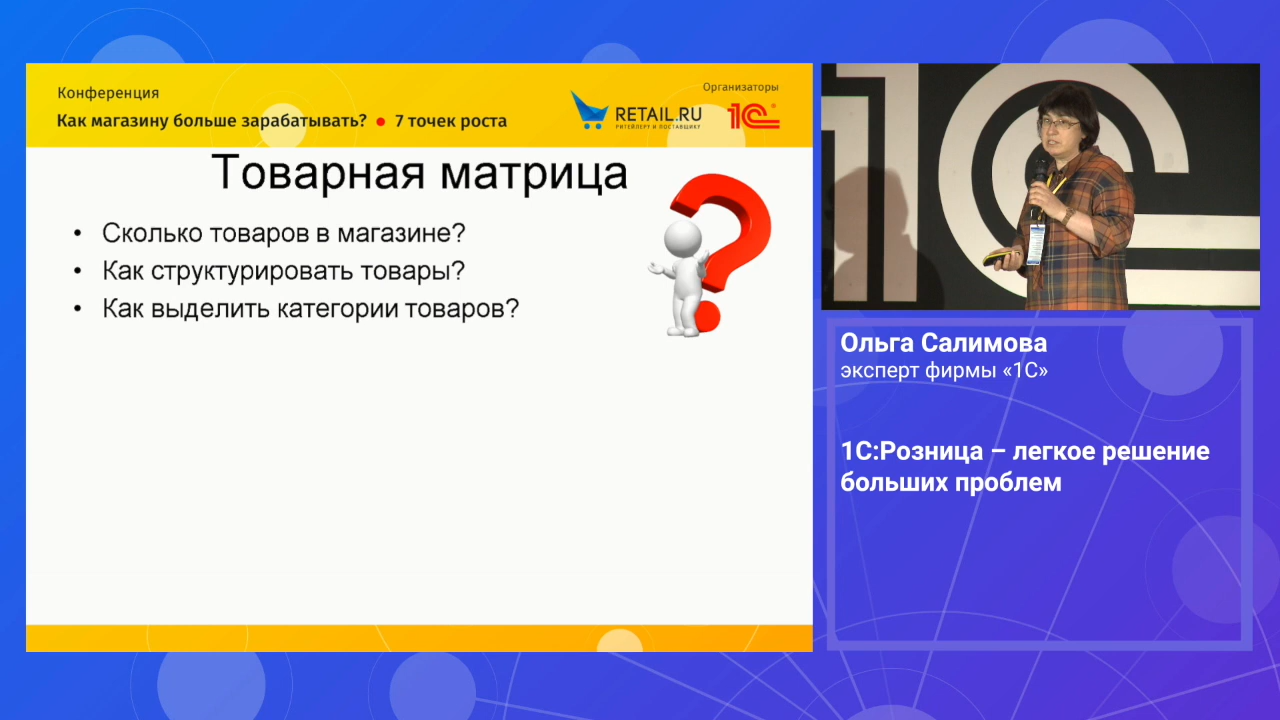 Конференция
Как магазину больше зарабатывать? • 7 точек роста
Организаторы
RETAIL.RU
РИТЕЙЛЕРУ И ПОСТАВЩИКУ
1С®
Товарная матрица
• Сколько товаров в магазине?
• Как структурировать товары?
• Как выделить категории товаров?
1С
Ольга Салимова
эксперт фирмы «1С»
1С:Розница – легкое решение
больших проблем